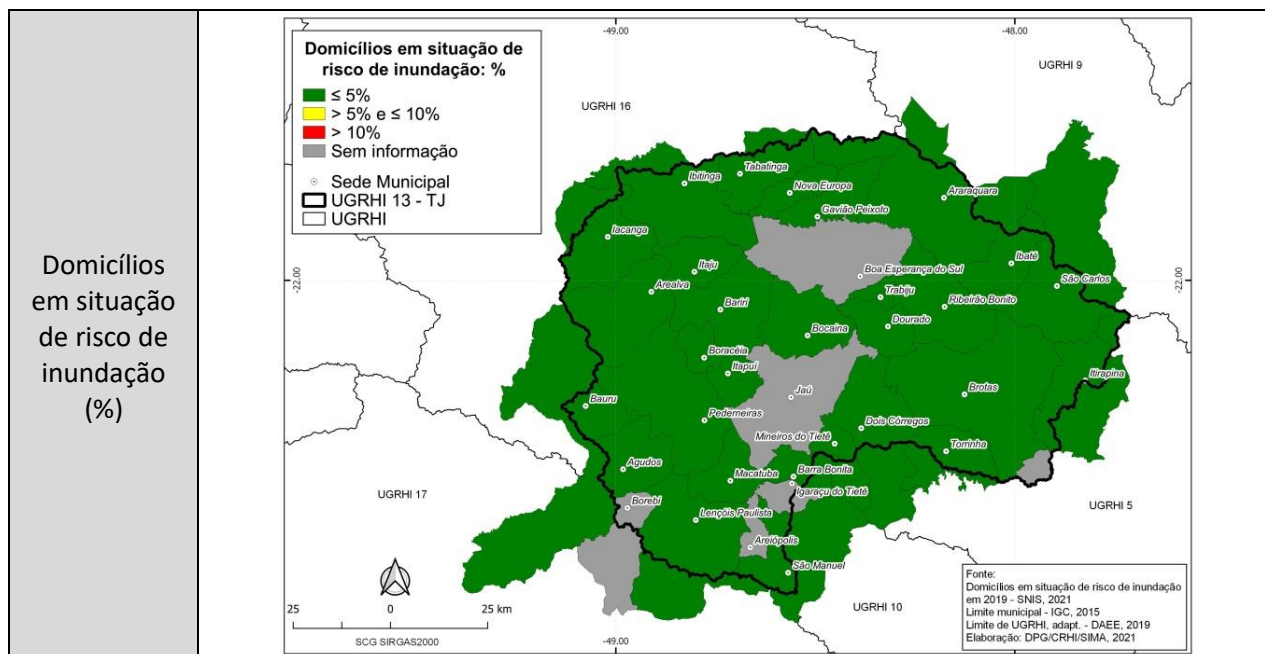 Domicílios
em situação
de risco de
inundação
(%)
Domicílios em situação de
risco de inundação: %
≤ 5%
> 5% e ≤ 10%
> 10%
Sem informação
Sede Municipal
UGRHI 13 - TJ
UGRHI
-49.00
-48.00
UGRHI 9
UGRHI 16
Tabatinga
Ibitinga
Nova Europa
Araraquara
Gavião Peixoto
Iacanga
Ibaté
Itaju
Boa Esperança do Sul
-22.00
-22.00
São Carlos
Arealva
Trabiju
Ribeirão Bonito
Bariri
Dourado
Bocaina
Boracéia
Itapuí
Itirapina
Jaú
Brotas
Bauru
Pederneiras
Dois Córregos
Mineiros do Tietê
Torrinha
Agudos
Macatuba
Barra Bonita
Igaraçu do Tietê
UGRHI 17
Borebi
UGRHI 5
Lençóis Paulista
Areiópolis
São Manuel
UGRHI 10
25 0 25 km
SCG SIRGAS2000
-49.00
Fonte:
Domicílios em situação de risco de inundação
em 2019 - SNIS, 2021
Limite municipal - IGC, 2015
Limite de UGRHI, adapt. - DAEE, 2019
Elaboração: DPG/CRHI/SIMA, 2021